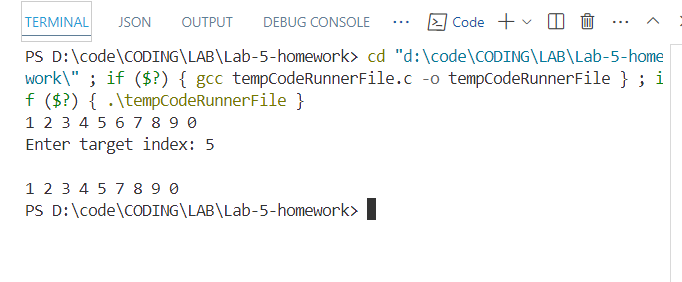 TERMINAL JSON OUTPUT DEBUG CONSOLE ... Code
PS D:\code\CODING\LAB\Lab-5-homework> cd "d:\code\CODING\LAB\Lab-5-home
work\" ; if ($?) { gcc tempCodeRunnerFile.c -o tempCodeRunnerFile } ; i
f ($?) { .\tempCodeRunnerFile }
1 2 3 4 5 6 7 8 9 0
Enter target index: 5
1 2 3 4 5 7 8 9 0
PS D:\code\CODING\LAB\Lab-5-homework>